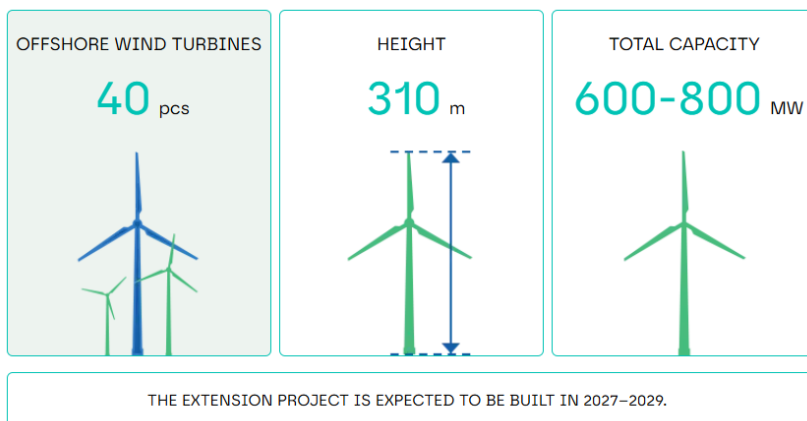 OFFSHORE WIND TURBINES
40 pcs
HEIGHT
310 m
TOTAL CAPACITY
600-800 MW
THE EXTENSION PROJECT IS EXPECTED TO BE BUILT IN 2027–2029.